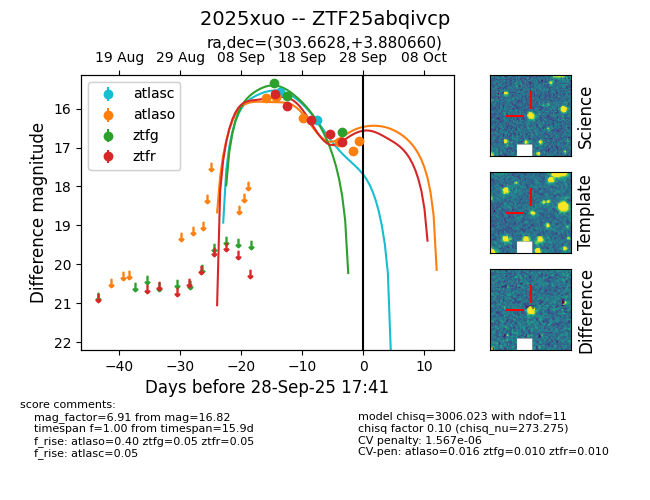 2025xuo -- ZTF25abqivcp
ra,dec=(303.6628,+3.880660)
19 Aug 29 Aug 08 Sep 18 Sep 28 Sep 08 Oct
atlasc
atlaso
ztfg
ztfr
16
17
18
19
20
21
22
Difference magnitude
−40 −30 −20 −10 0 10
Days before 28-Sep-25 17:41
Science
Template
Difference
score comments:
mag_factor=6.91 from mag=16.82
timespan f=1.00 from timespan=15.9d
f_rise: atlaso=0.40 ztfg=0.05 ztfr=0.05
f_rise: atlasc=0.05
model chisq=3006.023 with ndof=11
chisq factor 0.10 (chisq_nu=273.275)
CV penalty: 1.567e-06
CV-pen: atlaso=0.016 ztfg=0.010 ztfr=0.010